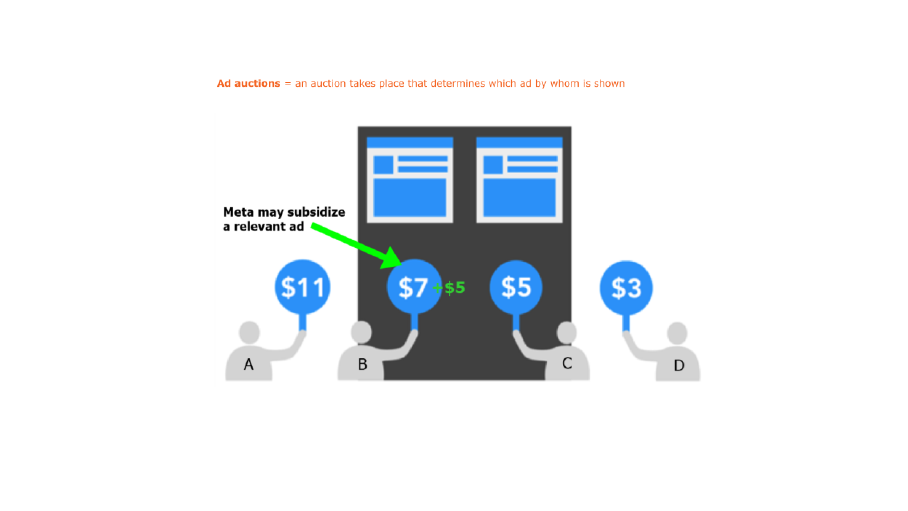 Ad auctions = an auction takes place that determines which ad by whom is shown
Meta may subsidize
a relevant ad
$11
$7 +$5
$5
$3
A
B
C
D